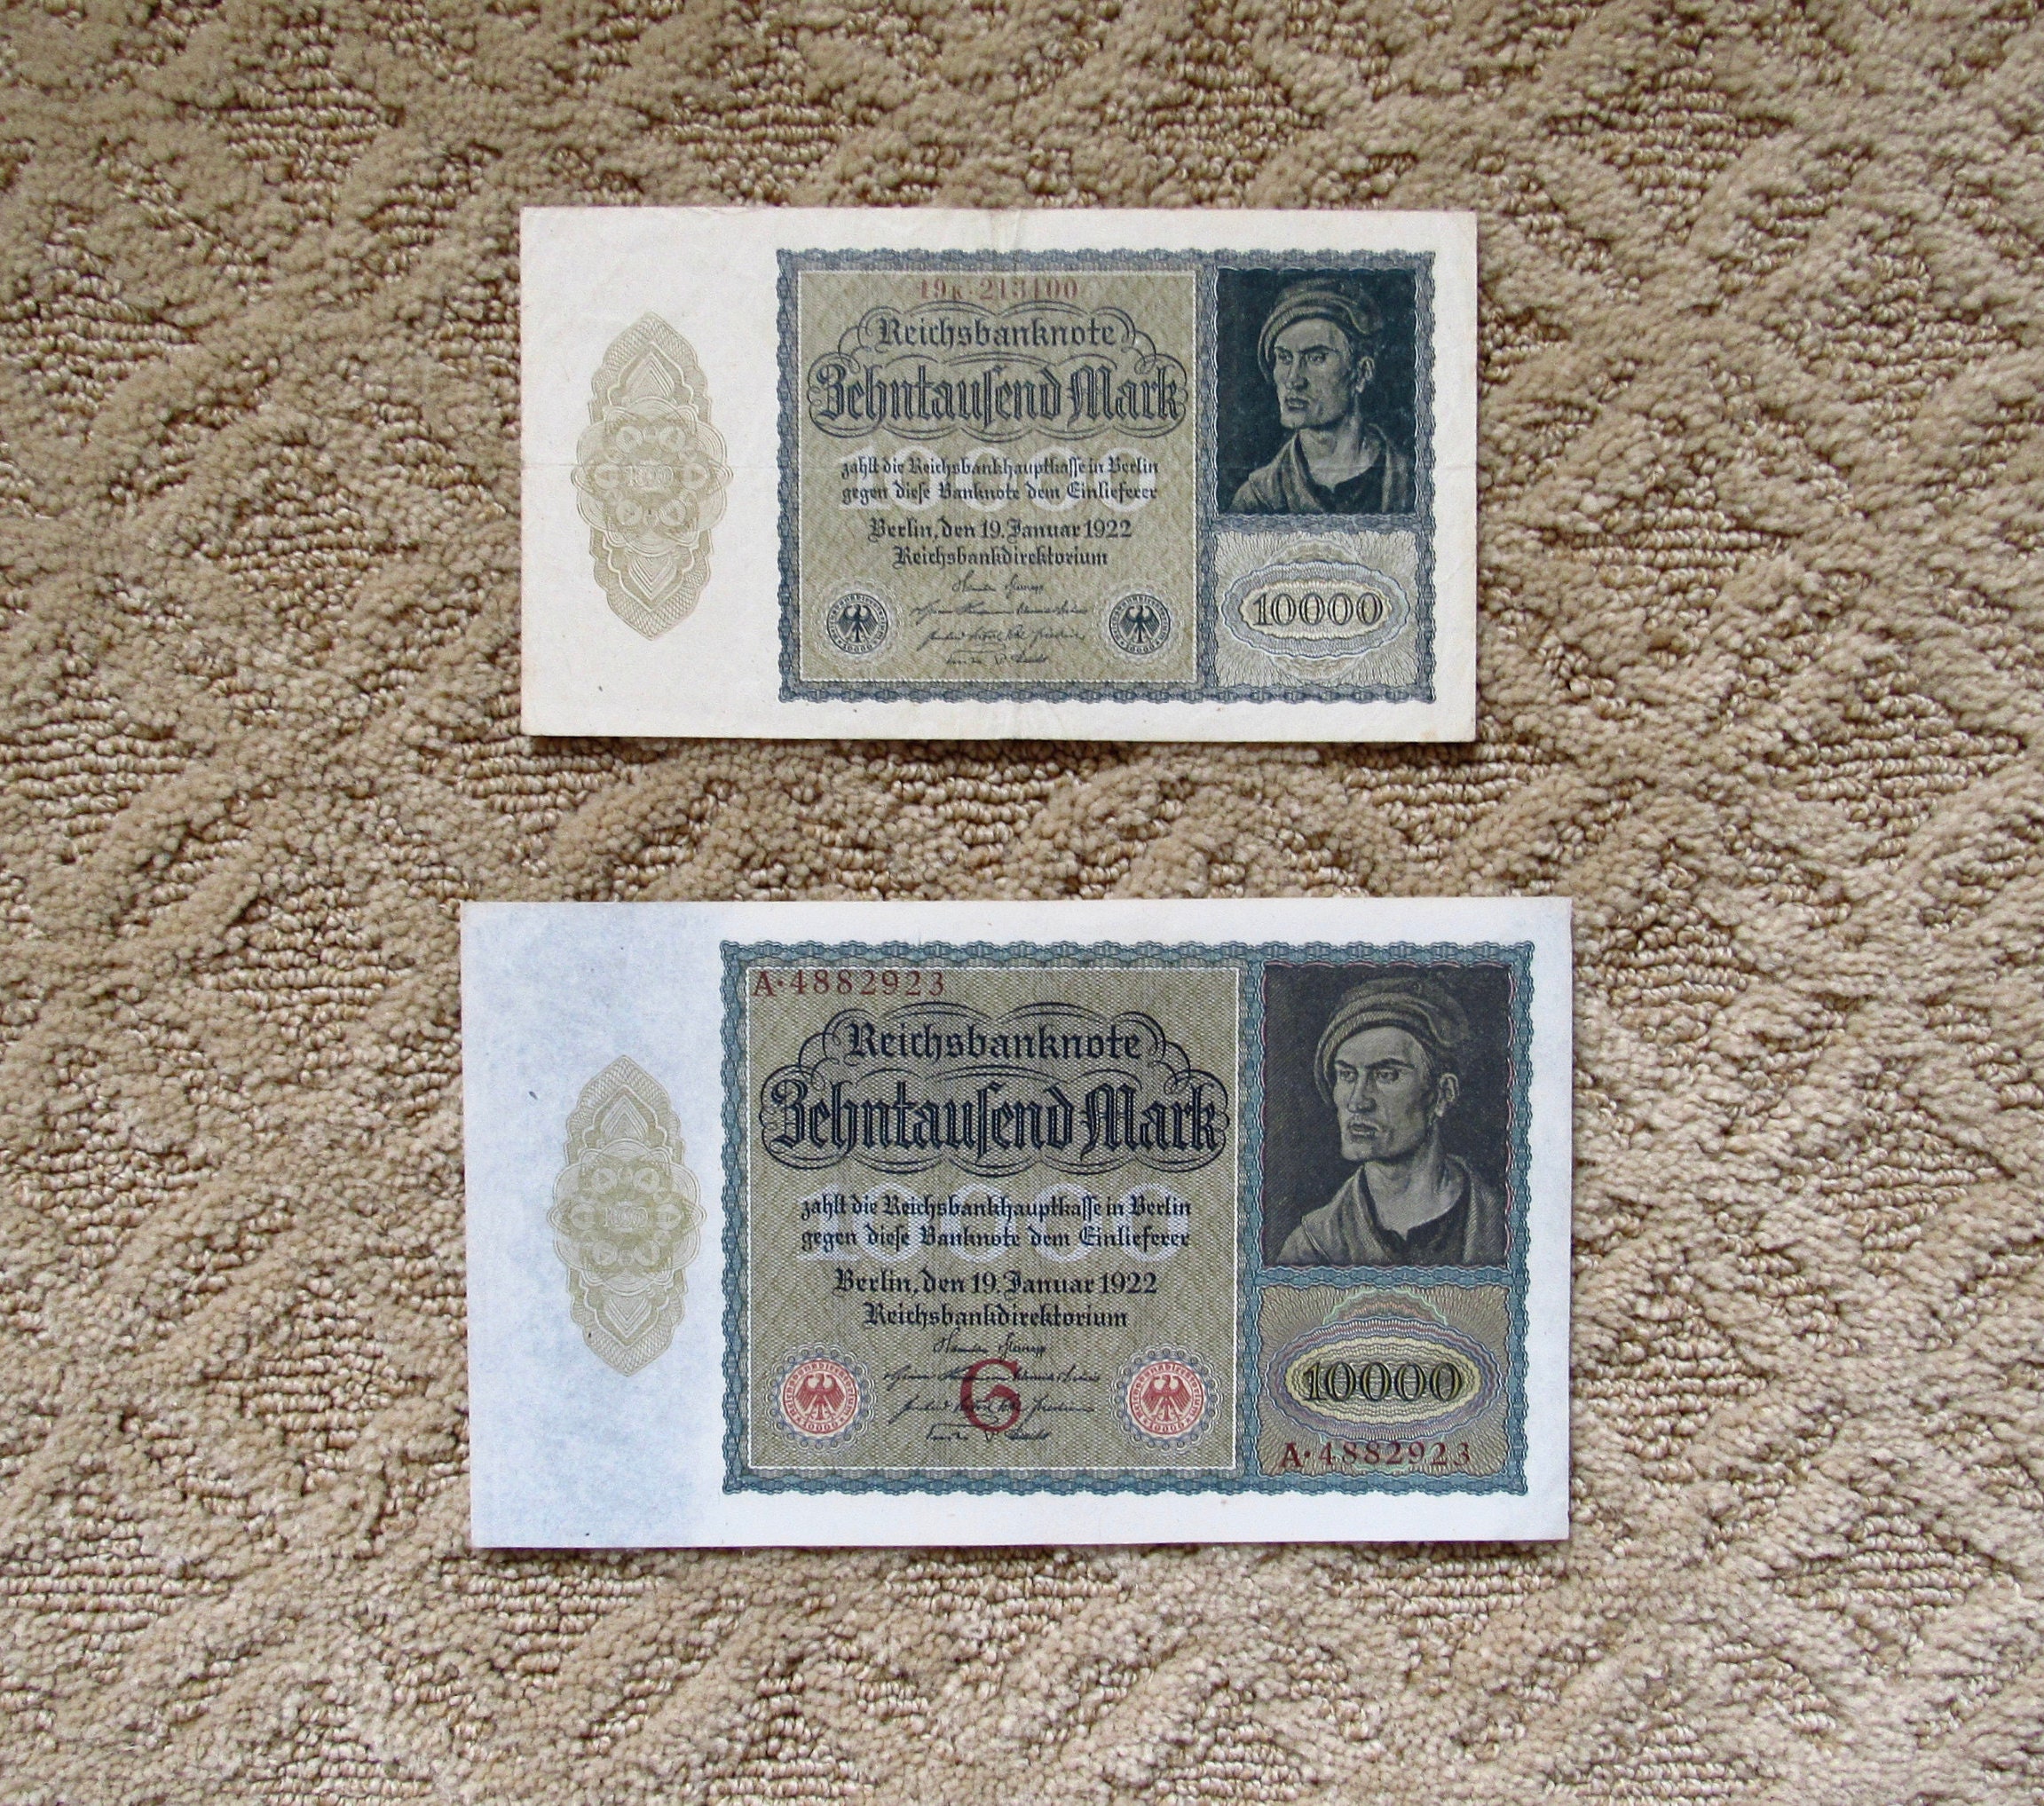 19K·213100
Reichsbanknote
Zehntausend Mark
zahlt die Reichsbankhauptkasse in Berlin
gegen diese Banknote dem Einlieferer
Berlin, den 19. Januar 1922
Reichsbankdirektorium
10000
A·4882923
Reichsbanknote
Zehntausend Mark
10000
zahlt die Reichsbankhauptkasse in Berlin
gegen diese Banknote dem Einlieferer
Berlin, den 19. Januar 1922
Reichsbankdirektorium
G
10000
A·4882923